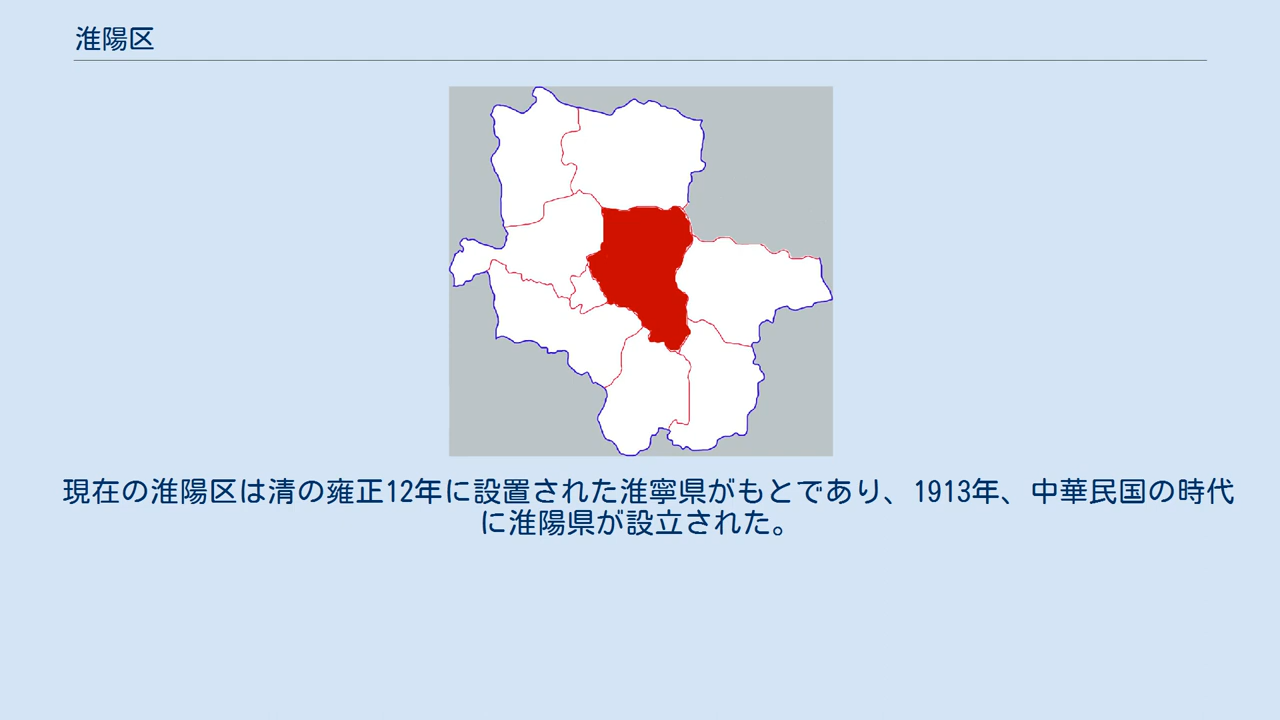 淮陽区
現在の淮陽区は清の雍正12年に設置された淮寧県がもとであり、1913年、中華民国の時代
に淮陽県が設立された。